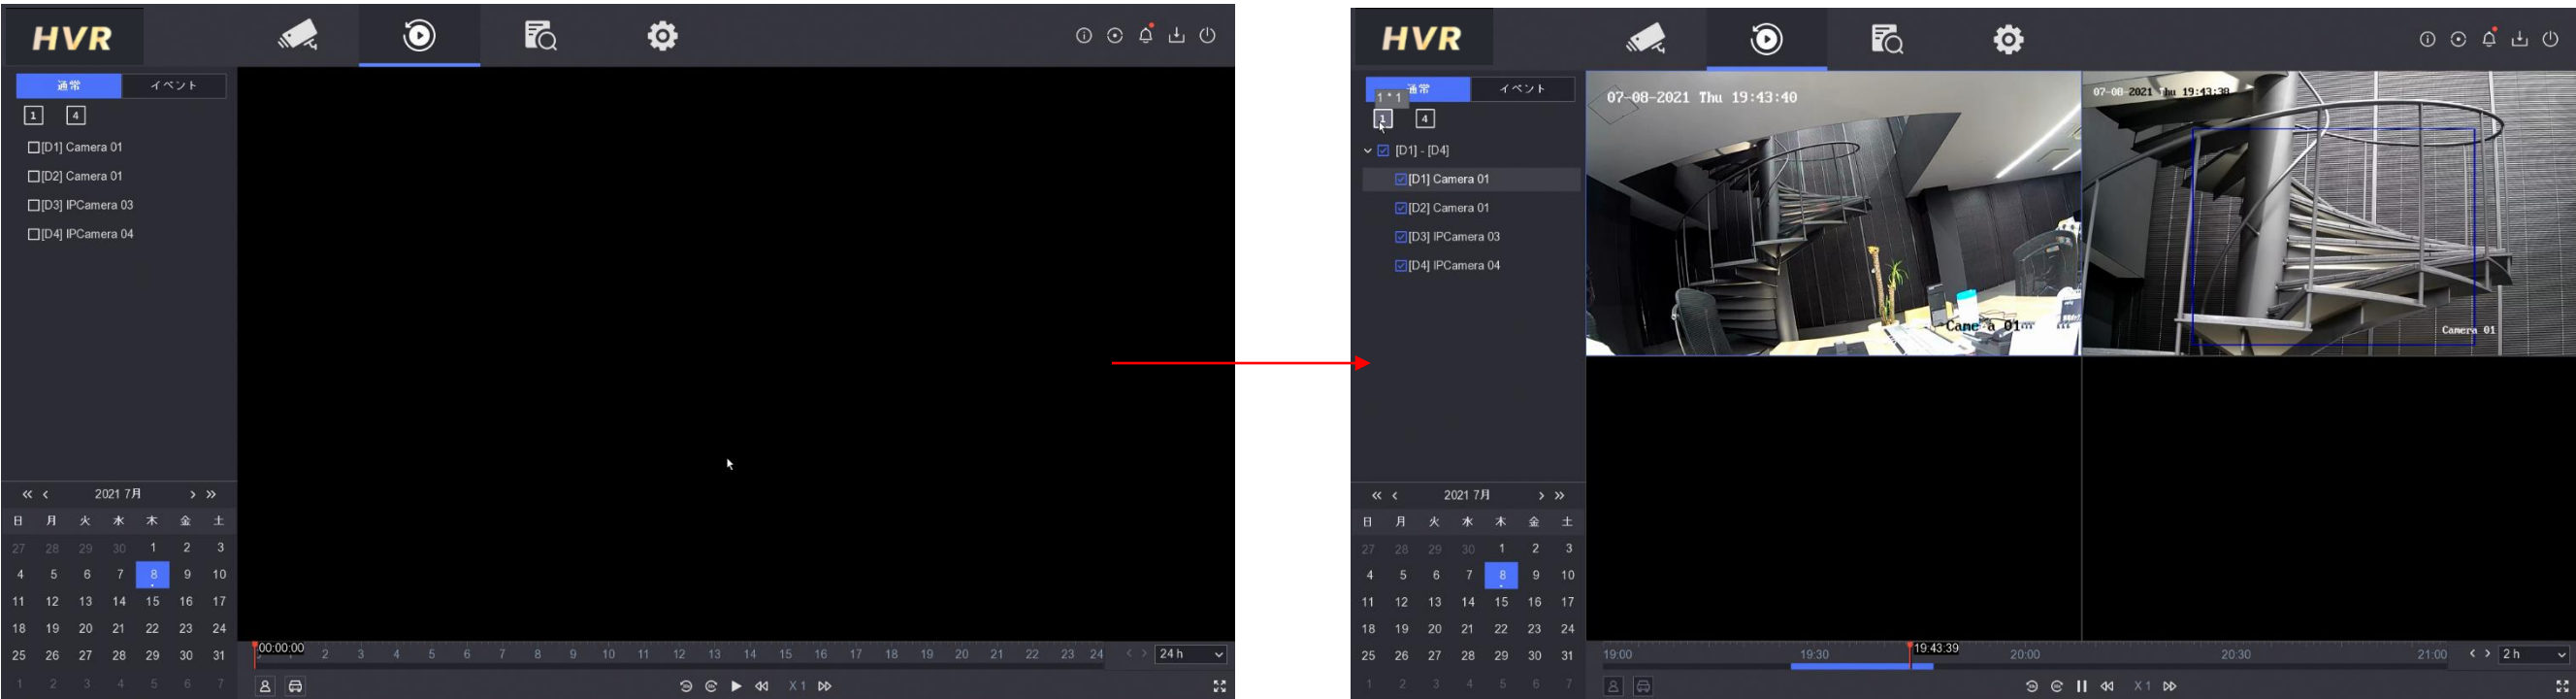 HVR
通常 イベント
1 4
[D1] Camera 01
[D2] Camera 01
[D3] IPCamera 03
[D4] IPCamera 04
2021 7月
日 月 火 水 木 金 土
27 28 29 30 1 2 3
4 5 6 7 8 9 10
11 12 13 14 15 16 17
18 19 20 21 22 23 24
25 26 27 28 29 30 31
1 2 3 4 5 6 7
00:00:00 2 3 4 5 6 7 8 9 10 11 12 13 14 15 16 17 18 19 20 21 22 23 24 24 h
X 1
HVR
通常 イベント
1 * 1
1 4
[D1] - [D4]
[D1] Camera 01
[D2] Camera 01
[D3] IPCamera 03
[D4] IPCamera 04
07-08-2021 Thu 19:43:40
Camera 01
07-08-2021 Thu 19:43:38
Camera 01
2021 7月
日 月 火 水 木 金 土
27 28 29 30 1 2 3
4 5 6 7 8 9 10
11 12 13 14 15 16 17
18 19 20 21 22 23 24
25 26 27 28 29 30 31
1 2 3 4 5 6 7
19:00 19:30 19:43:39 20:00 20:30 21:00 2 h
X 1